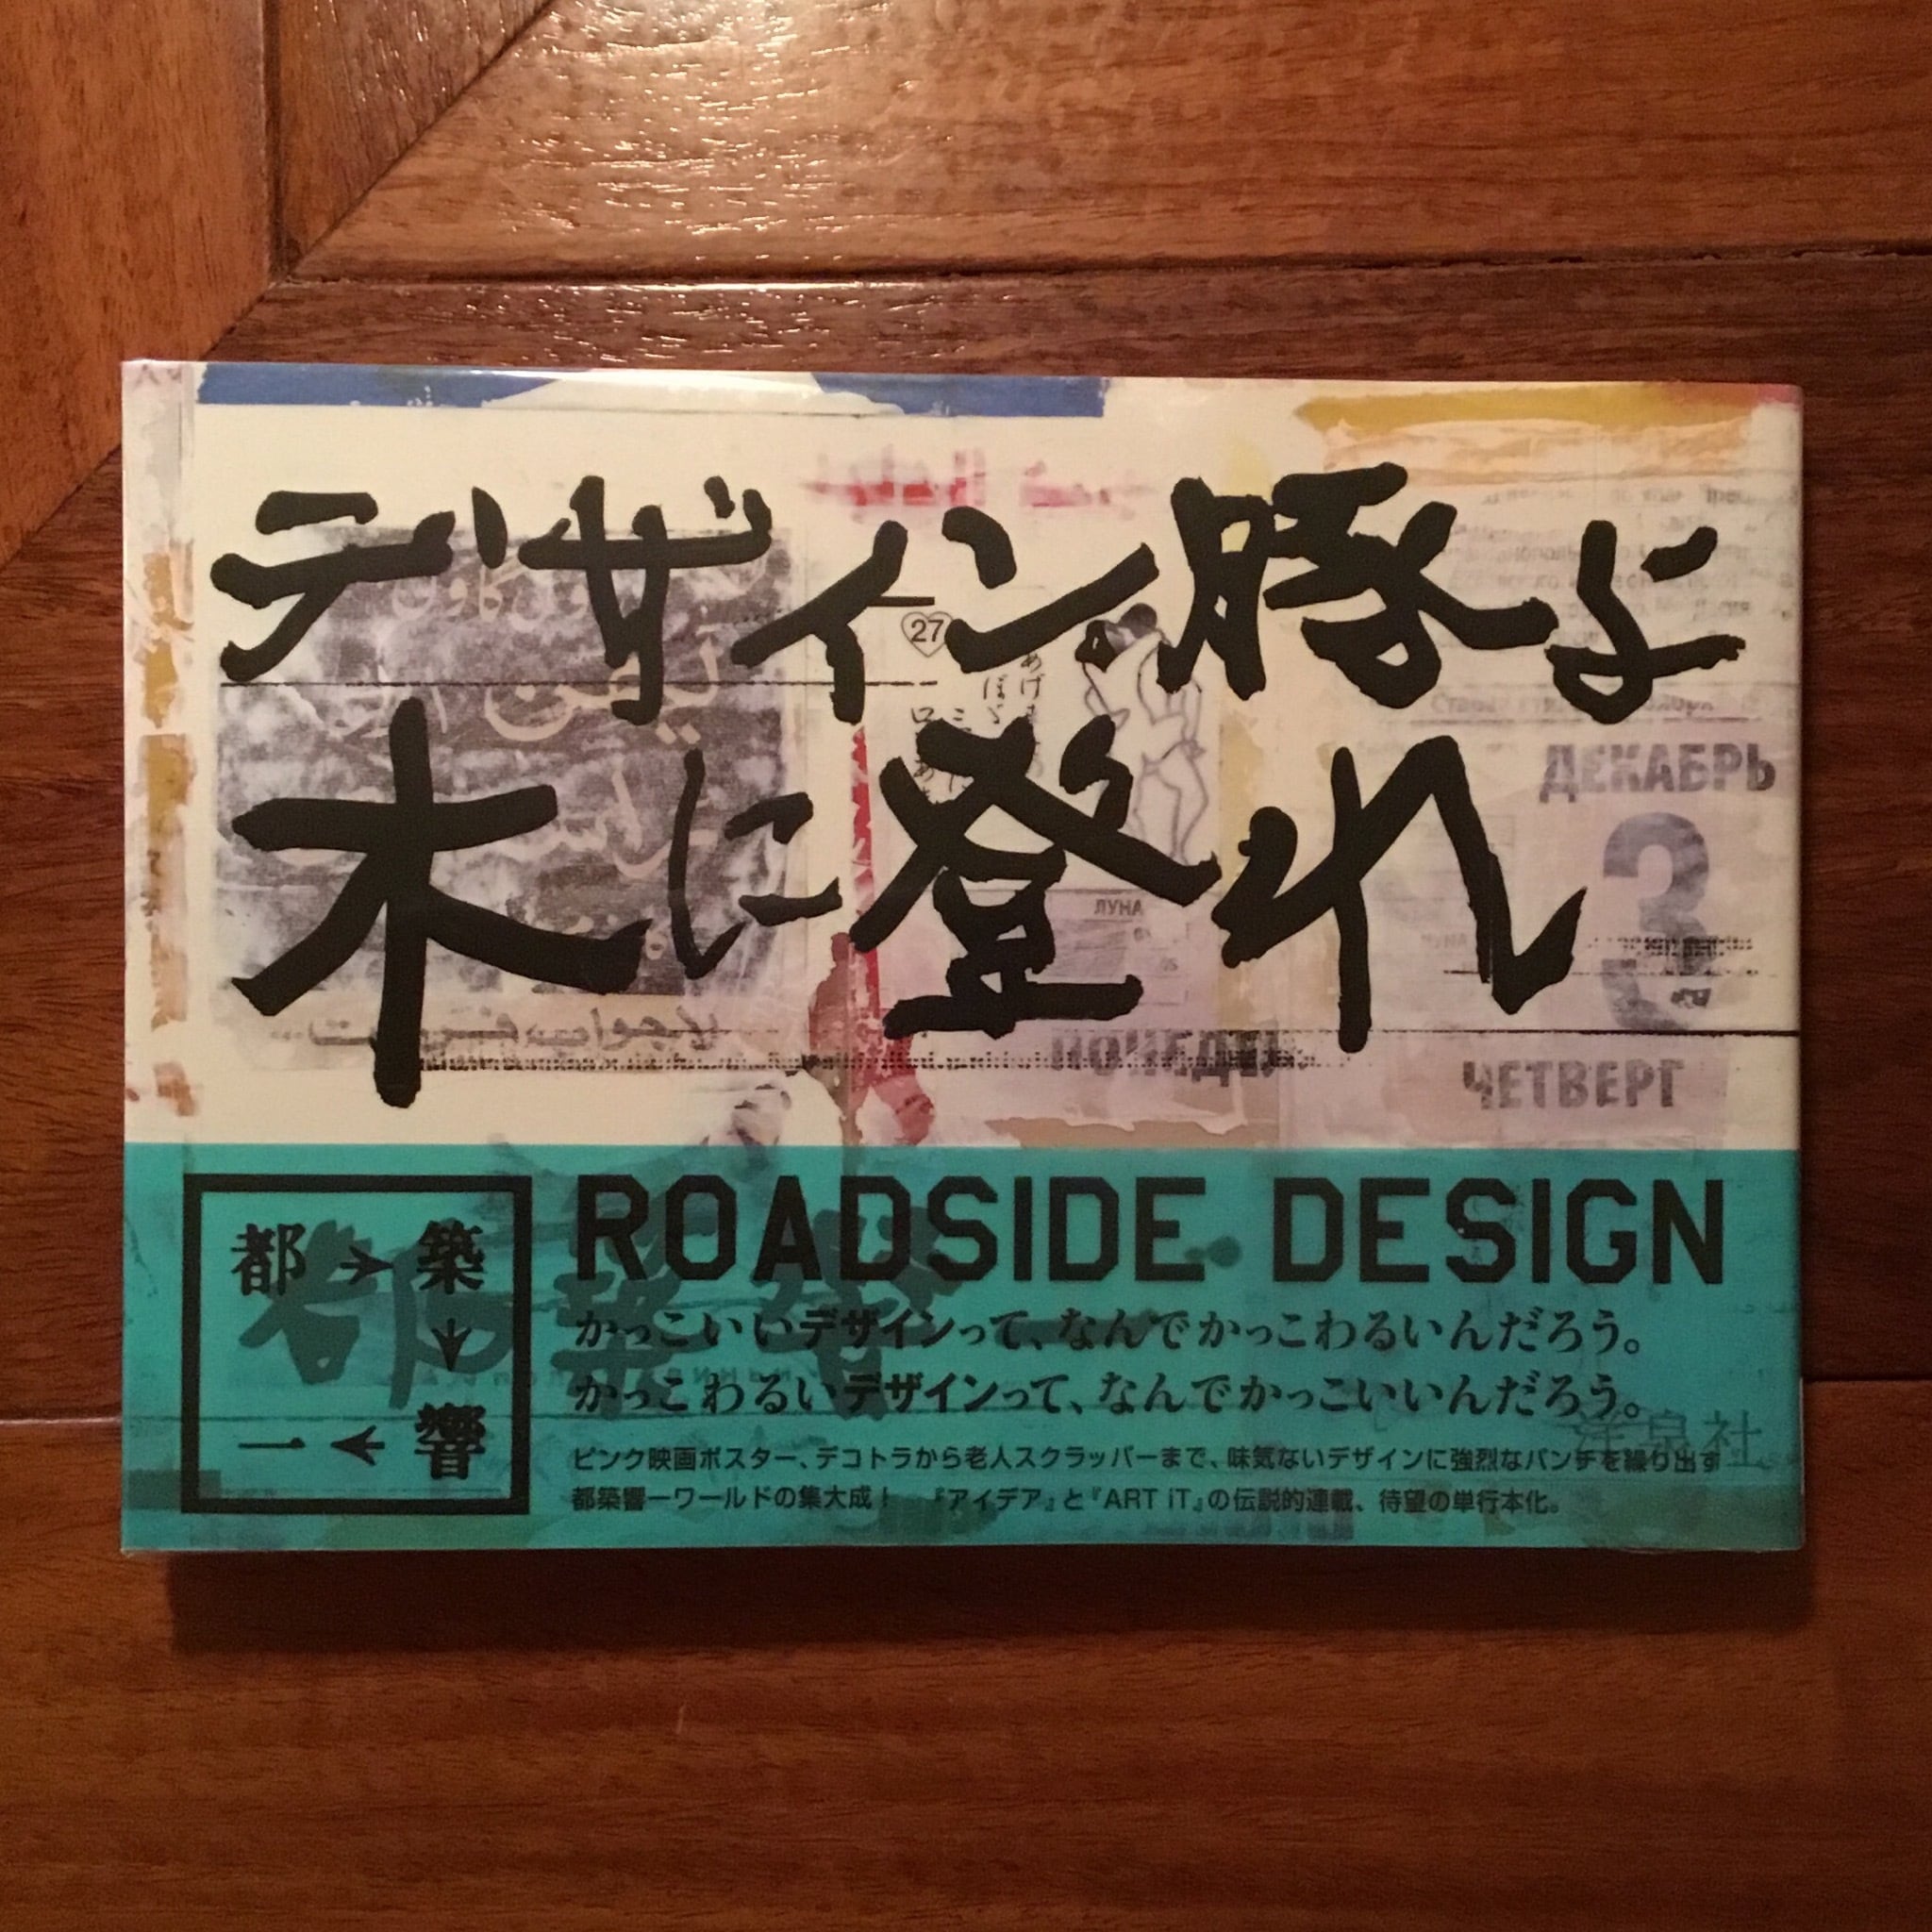 デザイン豚よ
27
木に登れ
ДЕКАБРЬ
3
ЛУНА
ПОНЕДЕЛ
ЧЕТВЕРГ
都→築
↓
一←響
ROADSIDE DESIGN
かっこいいデザインって、なんでかっこわるいんだろう。
かっこわるいデザインって、なんでかっこいいんだろう。
洋泉社
ピンク映画ポスター、デコトラから老人スクラッパーまで、味気ないデザインに強烈なパンチを繰り出す
都築響一ワールドの集大成！ 『アイデア』と『ART iT』の伝説的連載、待望の単行本化。